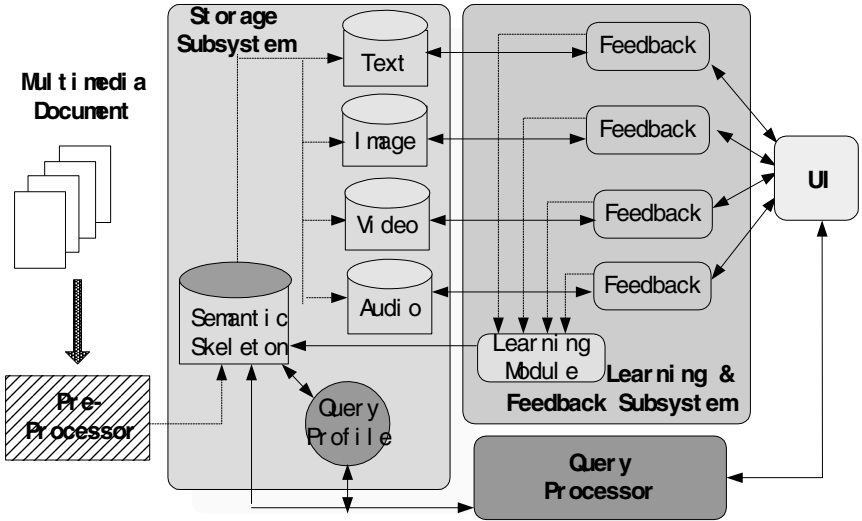 Storage
Subsystem
Multimedia
Document
Text
Image
Video
Audio
Semantic
Skeleton
Query
Profile
Pre-
Processor
Feedback
Feedback
Feedback
Feedback
Learning
Module
Learning &
Feedback Subsystem
UI
Query
Processor